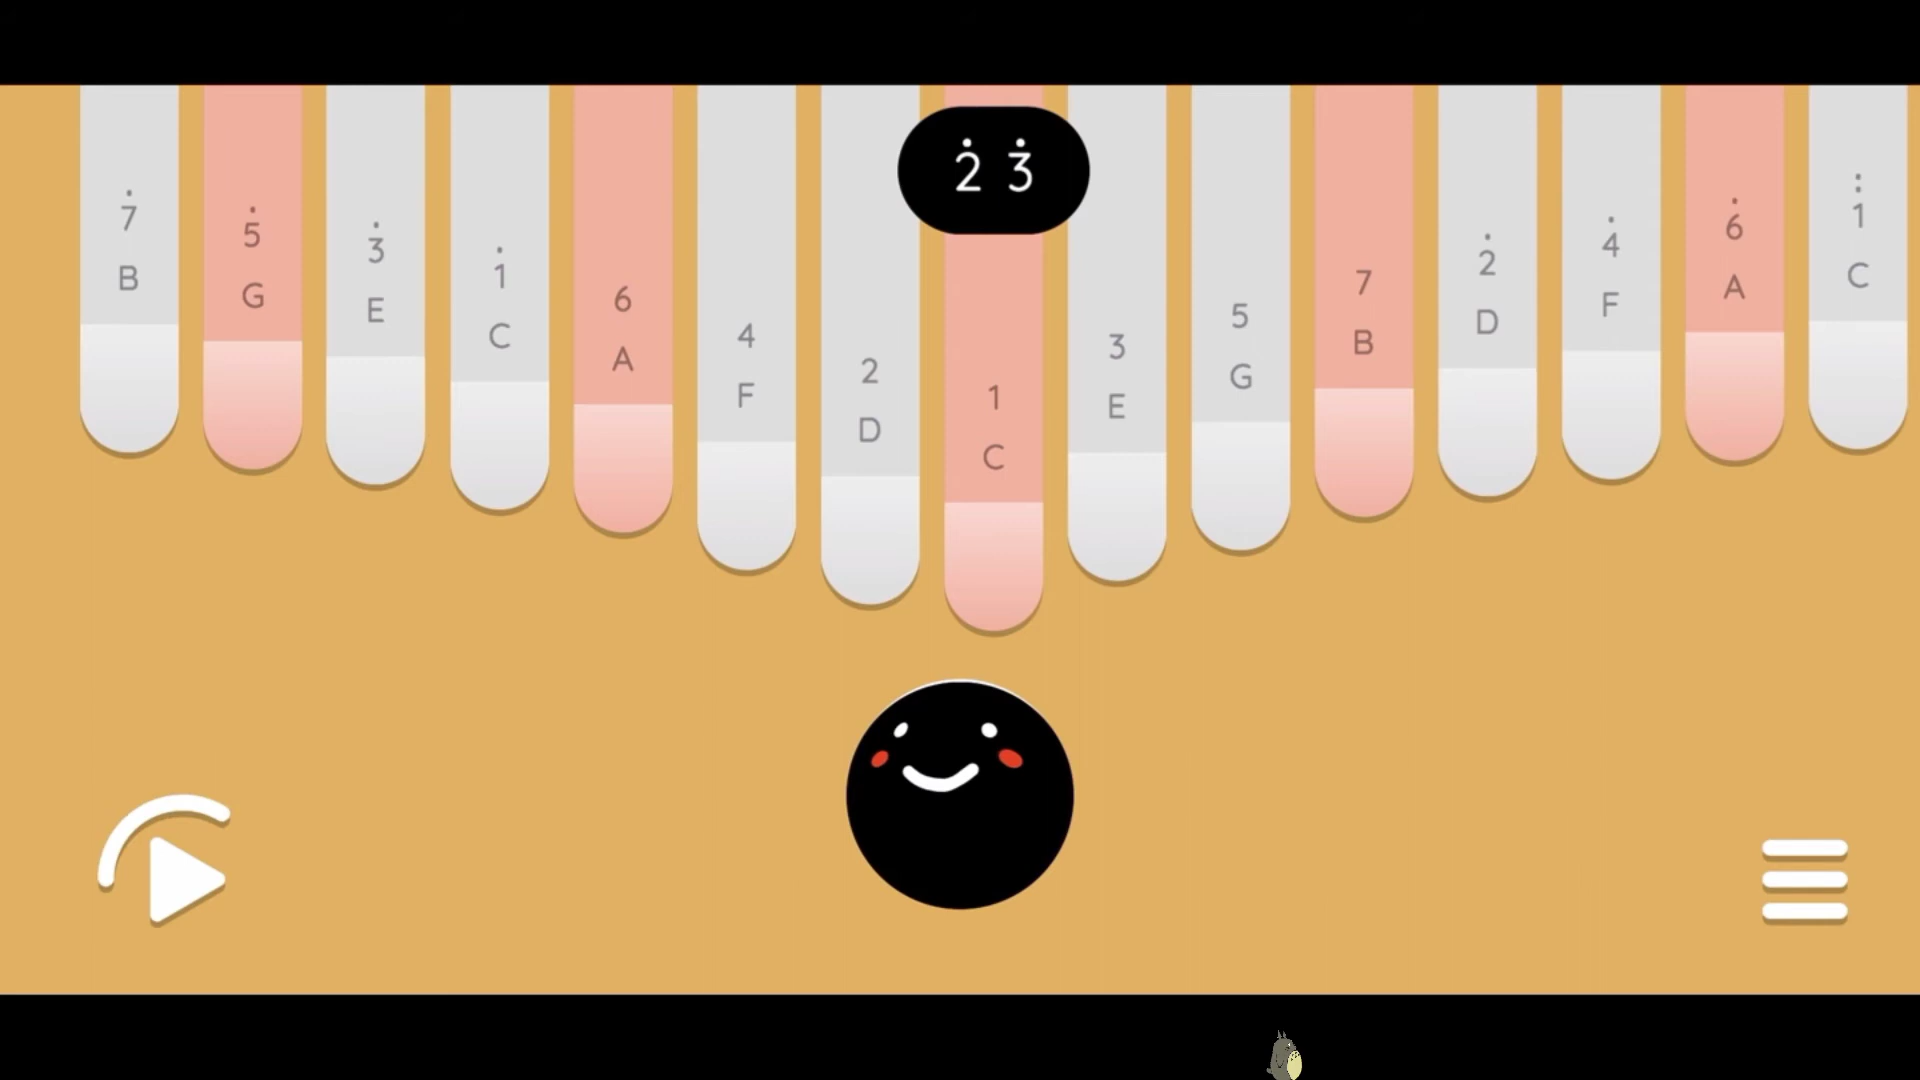 2̇ 3̇
7̇ 5̇ 3̇ 1̇ 6 4 2 1 3 5 7 2̇ 4̇ 6̇ 1̈
B G E C A F D C E G B D F A C